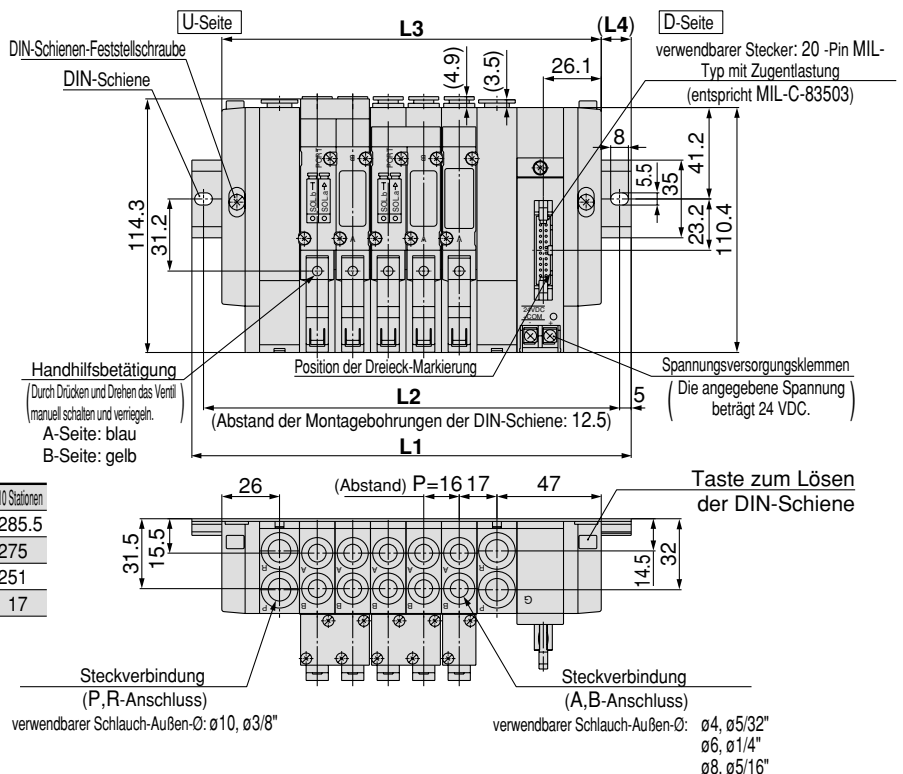 U-Seite
D-Seite
L3
(L4)
DIN-Schienen-Feststellschraube
DIN-Schiene
verwendbarer Stecker: 20 -Pin MIL-
Typ mit Zugentlastung
(entspricht MIL-C-83503)
(4.9)
(3.5)
26.1
8
5.5
35
41.2
23.2
110.4
114.3
31.2
PORT
SOLb
SOLa
B
A
PORT
SOLb
SOLa
B
A
A
24VDC
+COM
- +
Handhilfsbetätigung
(Durch Drücken und Drehen das Ventil
manuell schalten und verriegeln.)
A-Seite: blau
B-Seite: gelb
Position der Dreieck-Markierung
Spannungsversorgungsklemmen
(Die angegebene Spannung
beträgt 24 VDC.)
L2
5
(Abstand der Montagebohrungen der DIN-Schiene: 12.5)
L1
10 Stationen
285.5
275
251
17
26
(Abstand) P=16
17
47
Taste zum Lösen
der DIN-Schiene
31.5
15.5
14.5
32
R A A A A A R
P B B B B B P
G
Steckverbindung
(P,R-Anschluss)
verwendbarer Schlauch-Außen-Ø: ø10, ø3/8"
Steckverbindung
(A,B-Anschluss)
verwendbarer Schlauch-Außen-Ø: ø4, ø5/32"
ø6, ø1/4"
ø8, ø5/16"